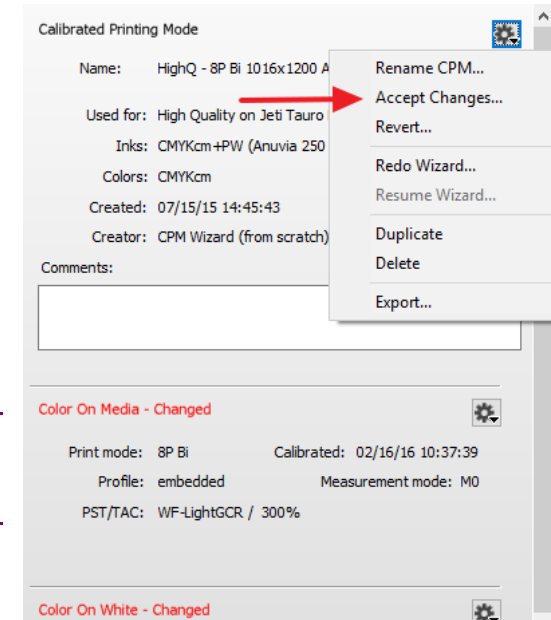 Calibrated Printing Mode
Name: HighQ - 8P Bi 1016x1200 A
Used for: High Quality on Jeti Tauro
Inks: CMYKcm+PW (Anuvia 250
Colors: CMYKcm
Created: 07/15/15 14:45:43
Creator: CPM Wizard (from scratch)
Comments:
Rename CPM...
Accept Changes...
Revert...
Redo Wizard...
Resume Wizard...
Duplicate
Delete
Export...
Color On Media - Changed
Print mode: 8P Bi Calibrated: 02/16/16 10:37:39
Profile: embedded Measurement mode: M0
PST/TAC: WF-LightGCR / 300%
Color On White - Changed